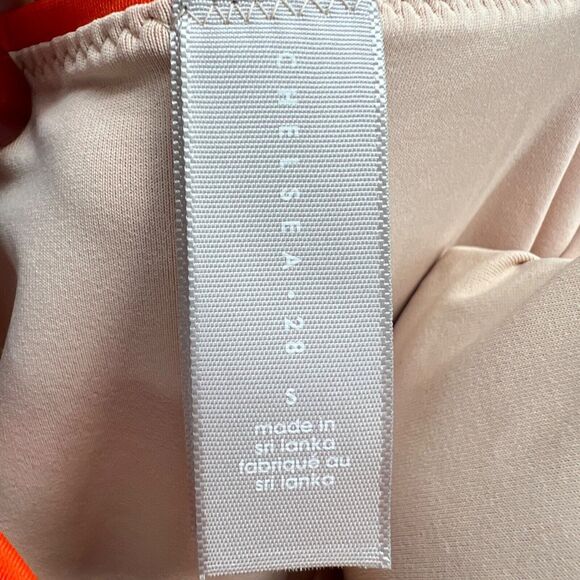 CHELSEA.28
S
made in
sri lanka
fabriqué au
sri lanka